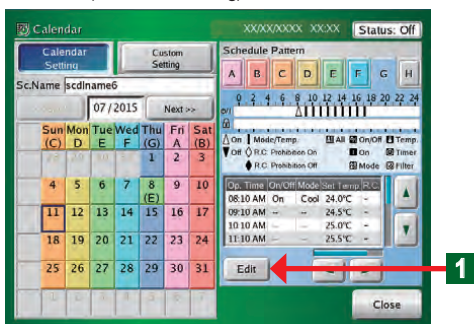 Calendar
XX/XX/XXXX XX:XX
Status: Off
Calendar Setting
Custom Setting
Sc.Name scdlname6
07 / 2015 Next >>
Sun (C) Mon D Tue E Wed F Thu (G) Fri A Sat (B)
1 2 3
4 5 6 7 8 (E) 9 10
11 12 13 14 15 16 17
18 19 20 21 22 23 24
25 26 27 28 29 30 31
Schedule Pattern
A B C D E F G H
0 2 4 6 8 10 12 14 16 18 20 22 24
On Mode/Temp. All On/Off Temp.
Off R.C. Prohibition On On Timer
R.C. Prohibition Off Mode Filter
Op. Time On/Off Mode Set Temp R.C.
08:10 AM On Cool 24.0°C -
09:10 AM -- -- 24.5°C -
10:10 AM -- -- 25.0°C -
11:10 AM -- -- 25.5°C -
Edit
1
Close